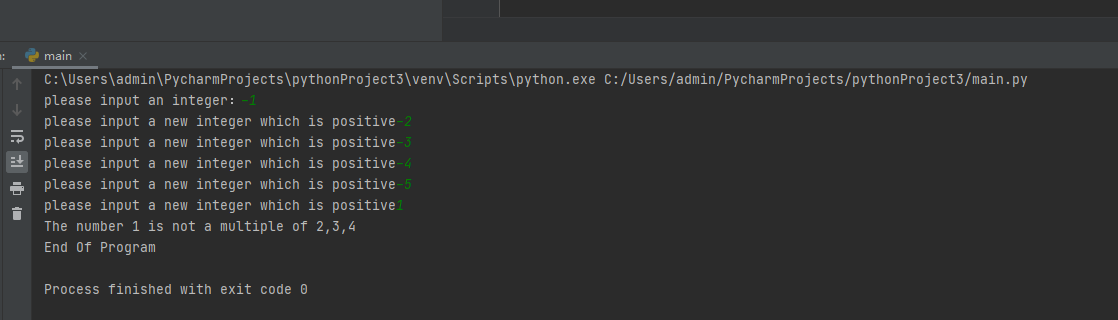 main
C:\Users\admin\PycharmProjects\pythonProject3\venv\Scripts\python.exe C:/Users/admin/PycharmProjects/pythonProject3/main.py
please input an integer：-1
please input a new integer which is positive-2
please input a new integer which is positive-3
please input a new integer which is positive-4
please input a new integer which is positive-5
please input a new integer which is positive1
The number 1 is not a multiple of 2,3,4
End Of Program
Process finished with exit code 0